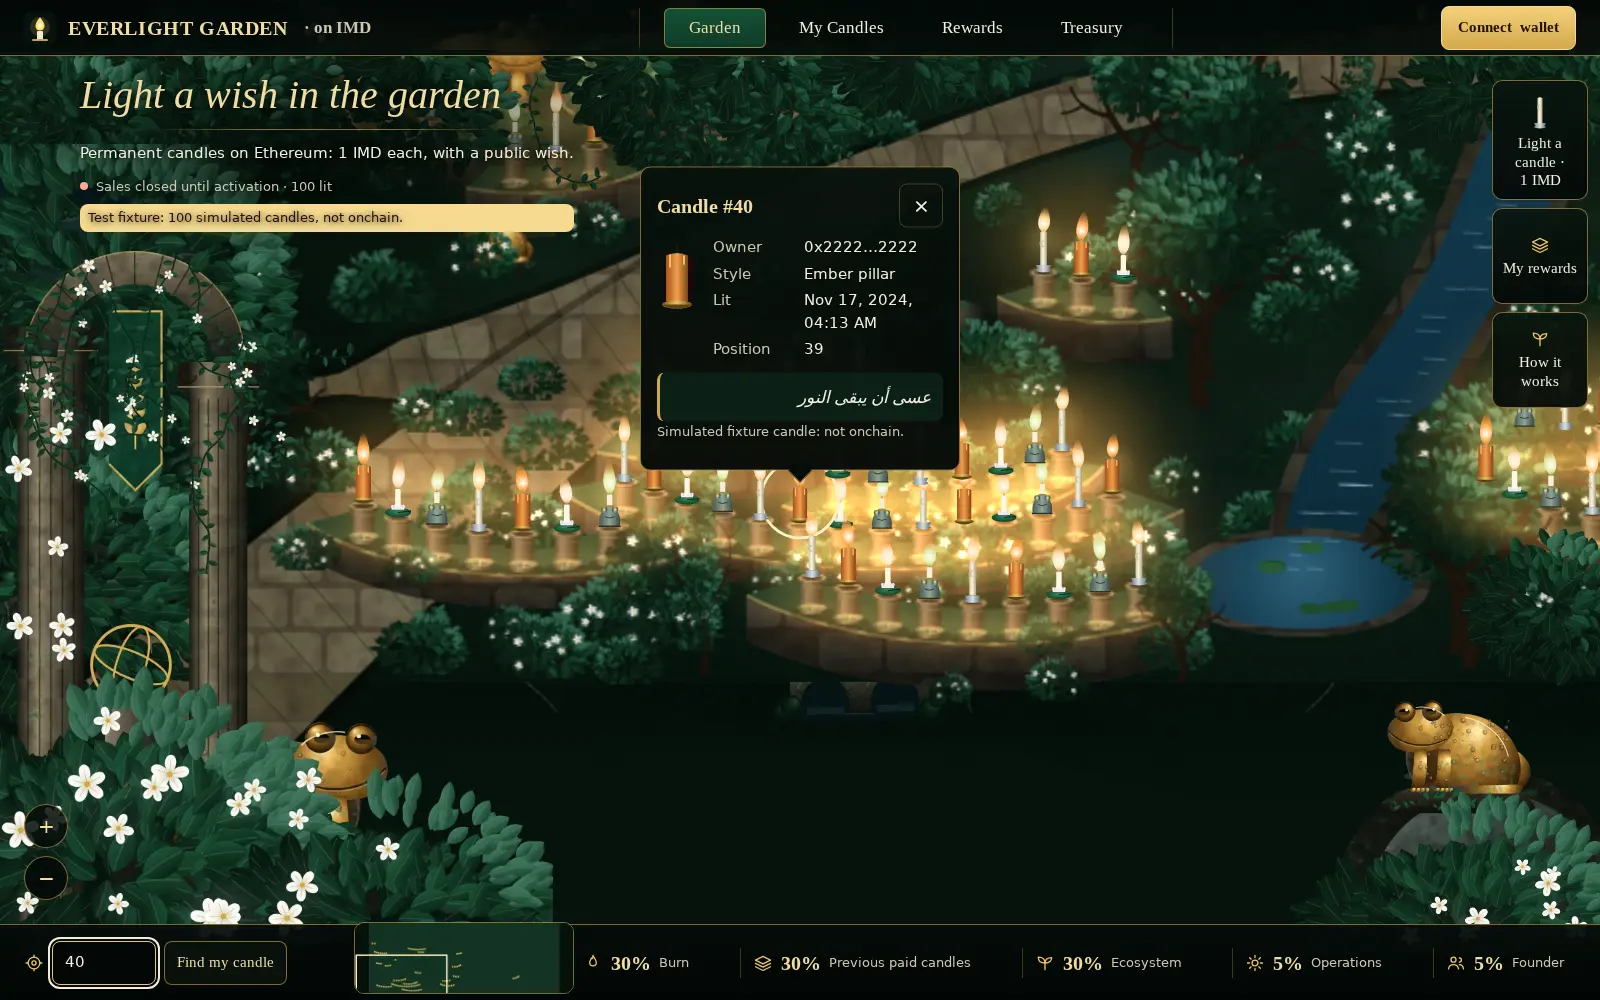 EVERLIGHT GARDEN · on IMD
Garden
My Candles
Rewards
Treasury
Connect wallet
Light a wish in the garden
Permanent candles on Ethereum: 1 IMD each, with a public wish.
Sales closed until activation · 100 lit
Test fixture: 100 simulated candles, not onchain.
Candle #40
Owner 0x2222...2222
Style Ember pillar
Lit Nov 17, 2024,
04:13 AM
Position 39
عسى أن يبقى النور
Simulated fixture candle: not onchain.
Light a
candle ·
1 IMD
My rewards
How it
works
+
−
40
Find my candle
30% Burn
30% Previous paid candles
30% Ecosystem
5% Operations
5% Founder